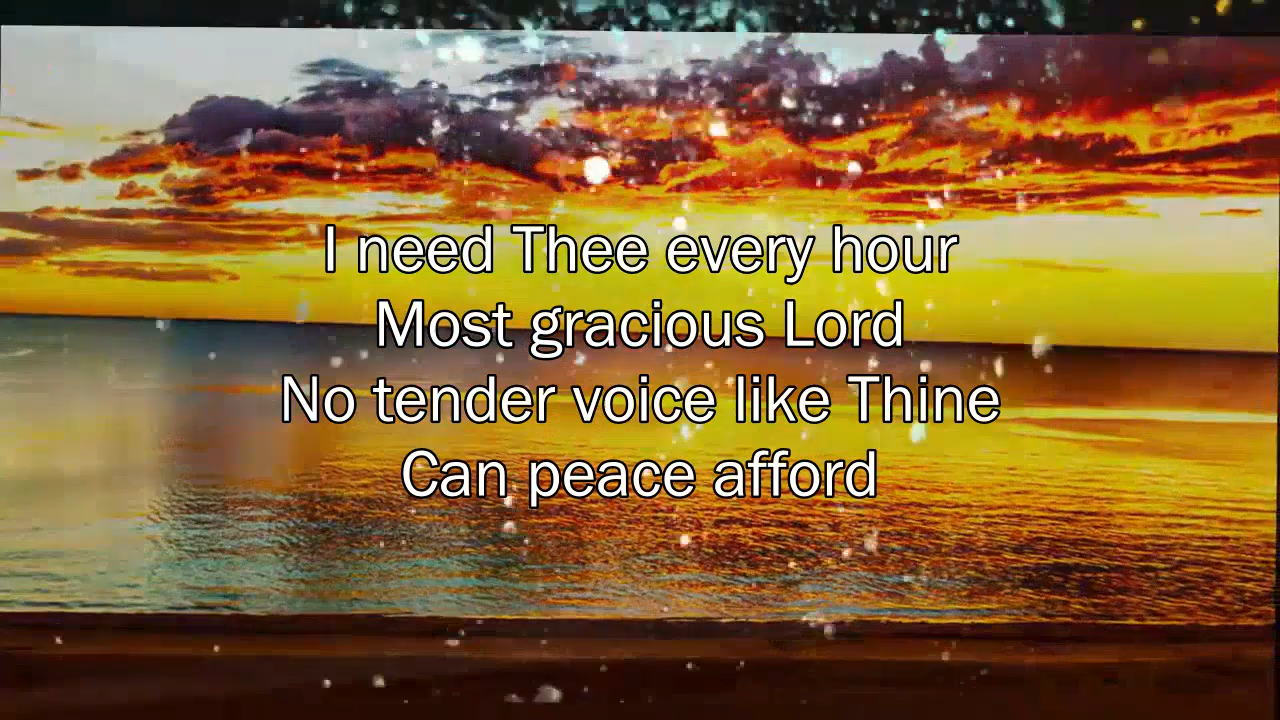 I need Thee every hour
Most gracious Lord
No tender voice like Thine
Can peace afford